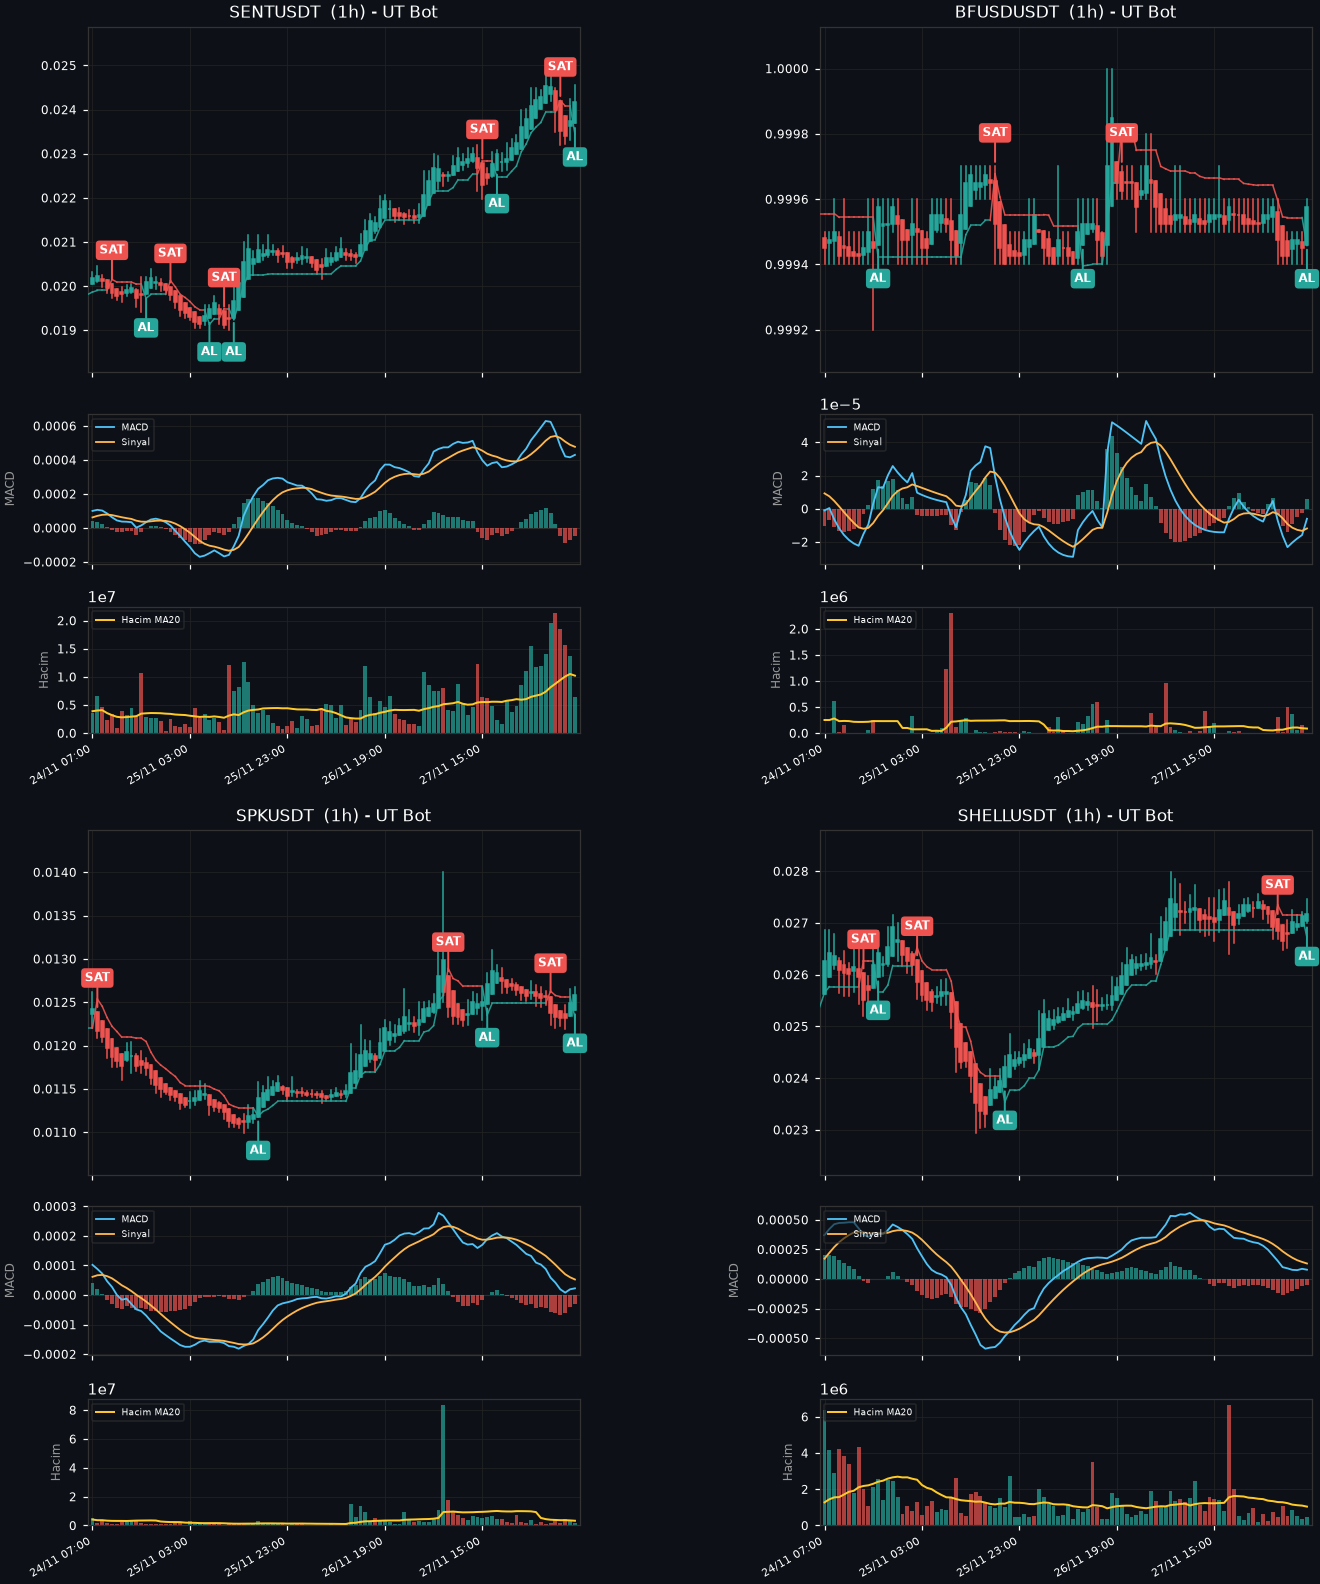 SENTUSDT (1h) - UT Bot
0.025
0.024
0.023
0.022
0.021
0.020
0.019
SAT
SAT
SAT
SAT
SAT
AL
AL
AL
AL
AL
MACD
0.0006
0.0004
0.0002
0.0000
−0.0002
MACD
Sinyal
1e7
Hacim
2.0
1.5
1.0
0.5
0.0
Hacim MA20
24/11 07:00
25/11 03:00
25/11 23:00
26/11 19:00
27/11 15:00
BFUSDUSDT (1h) - UT Bot
1.0000
0.9998
0.9996
0.9994
0.9992
SAT
SAT
AL
AL
AL
1e−5
4
2
0
−2
MACD
Sinyal
1e6
Hacim
2.0
1.5
1.0
0.5
0.0
Hacim MA20
24/11 07:00
25/11 03:00
25/11 23:00
26/11 19:00
27/11 15:00
MACD
SPKUSDT (1h) - UT Bot
0.0140
0.0135
0.0130
0.0125
0.0120
0.0115
0.0110
SAT
SAT
SAT
AL
AL
AL
MACD
0.0003
0.0002
0.0001
0.0000
−0.0001
−0.0002
MACD
Sinyal
1e7
Hacim
8
6
4
2
0
Hacim MA20
24/11 07:00
25/11 03:00
25/11 23:00
26/11 19:00
27/11 15:00
SHELLUSDT (1h) - UT Bot
0.028
0.027
0.026
0.025
0.024
0.023
SAT
SAT
SAT
AL
AL
AL
MACD
0.00050
0.00025
0.00000
−0.00025
−0.00050
MACD
Sinyal
1e6
Hacim
6
4
2
0
Hacim MA20
24/11 07:00
25/11 03:00
25/11 23:00
26/11 19:00
27/11 15:00